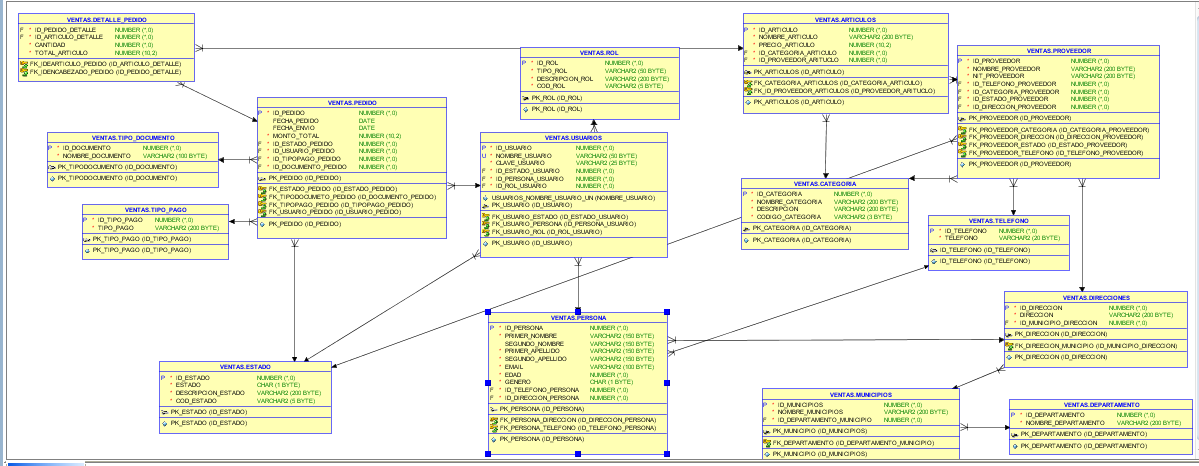 VENTAS.DETALLE_PEDIDO
F * ID_PEDIDO_DETALLE NUMBER (*,0)
F * ID_ARTICULO_DETALLE NUMBER (*,0)
* CANTIDAD NUMBER (*,0)
* TOTAL_ARTICULO NUMBER (10,2)
FK_IDEARTICULO_PEDIDO (ID_ARTICULO_DETALLE)
FK_IDENCABEZADO_PEDIDO (ID_PEDIDO_DETALLE)
VENTAS.ROL
P * ID_ROL NUMBER (*,0)
* TIPO_ROL VARCHAR2 (50 BYTE)
* DESCRIPCION_ROL VARCHAR2 (200 BYTE)
* COD_ROL VARCHAR2 (5 BYTE)
PK_ROL (ID_ROL)
PK_ROL (ID_ROL)
VENTAS.ARTICULOS
P * ID_ARTICULO NUMBER (*,0)
* NOMBRE_ARTICULO VARCHAR2 (200 BYTE)
* PRECIO_ARTICULO NUMBER (10,2)
F * ID_CATEGORIA_ARTICULO NUMBER (*,0)
F * ID_PROVEEDOR_ARITUCLO NUMBER (*,0)
PK_ARTICULOS (ID_ARTICULO)
FK_CATEGORIA_ARTICULOS (ID_CATEGORIA_ARTICULO)
FK_ID_PROVEEDOR_ARTICULOS (ID_PROVEEDOR_ARITUCLO)
PK_ARTICULOS (ID_ARTICULO)
VENTAS.PROVEEDOR
P * ID_PROVEEDOR NUMBER (*,0)
* NOMBRE_PROVEEDOR VARCHAR2 (200 BYTE)
* NIT_PROVEEDOR VARCHAR2 (200 BYTE)
F * ID_TELEFONO_PROVEEDOR NUMBER (*,0)
F * ID_CATEGORIA_PROVEEDOR NUMBER (*,0)
F * ID_ESTADO_PROVEEDOR NUMBER (*,0)
F * ID_DIRECCION_PROVEEDOR NUMBER (*,0)
PK_PROVEEDOR (ID_PROVEEDOR)
FK_PROVEEDOR_CATEGORIA (ID_CATEGORIA_PROVEEDOR)
FK_PROVEEDOR_DIRECCION (ID_DIRECCION_PROVEEDOR)
FK_PROVEEDOR_ESTADO (ID_ESTADO_PROVEEDOR)
FK_PROVEEDOR_TELEFONO (ID_TELEFONO_PROVEEDOR)
PK_PROVEEDOR (ID_PROVEEDOR)
VENTAS.PEDIDO
P * ID_PEDIDO NUMBER (*,0)
FECHA_PEDIDO DATE
FECHA_ENVIO DATE
* MONTO_TOTAL NUMBER (10,2)
F * ID_ESTADO_PEDIDO NUMBER (*,0)
F * ID_USUARIO_PEDIDO NUMBER (*,0)
F * ID_TIPOPAGO_PEDIDO NUMBER (*,0)
F * ID_DOCUMENTO_PEDIDO NUMBER (*,0)
PK_PEDIDO (ID_PEDIDO)
FK_ESTADO_PEDIDO (ID_ESTADO_PEDIDO)
FK_TIPODOCUMETO_PEDIDO (ID_DOCUMENTO_PEDIDO)
FK_TIPOPAGO_PEDIDO (ID_TIPOPAGO_PEDIDO)
FK_USUARIO_PEDIDO (ID_USUARIO_PEDIDO)
PK_PEDIDO (ID_PEDIDO)
VENTAS.TIPO_DOCUMENTO
P * ID_DOCUMENTO NUMBER (*,0)
* NOMBRE_DOCUMENTO VARCHAR2 (100 BYTE)
PK_TIPODOCUMENTO (ID_DOCUMENTO)
PK_TIPODOCUMENTO (ID_DOCUMENTO)
VENTAS.USUARIOS
P * ID_USUARIO NUMBER (*,0)
U * NOMBRE_USUARIO VARCHAR2 (50 BYTE)
* CLAVE_USUARIO VARCHAR2 (25 BYTE)
F * ID_ESTADO_USUARIO NUMBER (*,0)
F * ID_PERSONA_USUARIO NUMBER (*,0)
F * ID_ROL_USUARIO NUMBER (*,0)
USUARIOS_NOMBRE_USUARIO_UN (NOMBRE_USUARIO)
PK_USUARIO (ID_USUARIO)
FK_USUARIO_ESTADO (ID_ESTADO_USUARIO)
FK_USUARIO_PERSONA (ID_PERSONA_USUARIO)
FK_USUARIO_ROL (ID_ROL_USUARIO)
PK_USUARIO (ID_USUARIO)
VENTAS.CATEGORIA
P * ID_CATEGORIA NUMBER (*,0)
* NOMBRE_CATEGORIA VARCHAR2 (200 BYTE)
* DESCRIPCION VARCHAR2 (200 BYTE)
* CODIGO_CATEGORIA VARCHAR2 (3 BYTE)
PK_CATEGORIA (ID_CATEGORIA)
PK_CATEGORIA (ID_CATEGORIA)
VENTAS.TIPO_PAGO
P * ID_TIPO_PAGO NUMBER (*,0)
* TIPO_PAGO VARCHAR2 (200 BYTE)
PK_TIPO_PAGO (ID_TIPO_PAGO)
PK_TIPO_PAGO (ID_TIPO_PAGO)
VENTAS.TELEFONO
P * ID_TELEFONO NUMBER (*,0)
* TELEFONO VARCHAR2 (20 BYTE)
ID_TELEFONO (ID_TELEFONO)
ID_TELEFONO (ID_TELEFONO)
VENTAS.DIRECCIONES
P * ID_DIRECCION NUMBER (*,0)
* DIRECCION VARCHAR2 (200 BYTE)
F * ID_MUNICIPIO_DIRECCION NUMBER (*,0)
PK_DIRECCION (ID_DIRECCION)
FK_DIRECCION_MUNICIPIO (ID_MUNICIPIO_DIRECCION)
PK_DIRECCION (ID_DIRECCION)
VENTAS.PERSONA
P * ID_PERSONA NUMBER (*,0)
* PRIMER_NOMBRE VARCHAR2 (150 BYTE)
* SEGUNDO_NOMBRE VARCHAR2 (150 BYTE)
* PRIMER_APELLIDO VARCHAR2 (150 BYTE)
* SEGUNDO_APELLIDO VARCHAR2 (150 BYTE)
* EMAIL VARCHAR2 (100 BYTE)
* EDAD NUMBER (*,0)
* GENERO CHAR (1 BYTE)
F * ID_TELEFONO_PERSONA NUMBER (*,0)
F * ID_DIRECCION_PERSONA NUMBER (*,0)
PK_PERSONA (ID_PERSONA)
FK_PERSONA_DIRECCION (ID_DIRECCION_PERSONA)
FK_PERSONA_TELEFONO (ID_TELEFONO_PERSONA)
PK_PERSONA (ID_PERSONA)
VENTAS.ESTADO
P * ID_ESTADO NUMBER (*,0)
* ESTADO CHAR (1 BYTE)
* DESCRIPCION_ESTADO VARCHAR2 (200 BYTE)
* COD_ESTADO VARCHAR2 (5 BYTE)
PK_ESTADO (ID_ESTADO)
PK_ESTADO (ID_ESTADO)
VENTAS.MUNICIPIOS
P * ID_MUNICIPIOS NUMBER (*,0)
* NOMBRE_MUNICIPIOS VARCHAR2 (200 BYTE)
F * ID_DEPARTAMENTO_MUNICIPIO NUMBER (*,0)
PK_MUNICIPIO (ID_MUNICIPIOS)
FK_DEPARTAMENTO (ID_DEPARTAMENTO_MUNICIPIO)
PK_MUNICIPIO (ID_MUNICIPIOS)
VENTAS.DEPARTAMENTO
P * ID_DEPARTAMENTO NUMBER (*,0)
* NOMBRE_DEPARTAMENTO VARCHAR2 (200 BYTE)
PK_DEPARTAMENTO (ID_DEPARTAMENTO)
PK_DEPARTAMENTO (ID_DEPARTAMENTO)